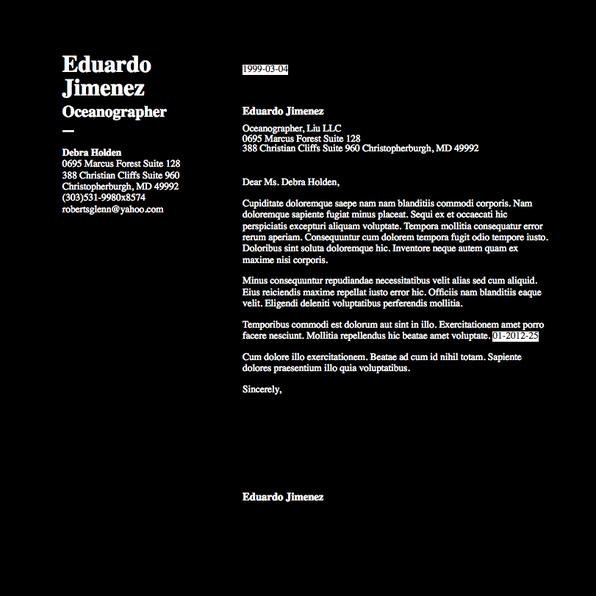 Eduardo
Jimenez
Oceanographer
—
Debra Holden
0695 Marcus Forest Suite 128
388 Christian Cliffs Suite 960
Christopherburgh, MD 49992
(303)531-9980x8574
robertsglenn@yahoo.com
1999-03-04
Eduardo Jimenez
Oceanographer, Liu LLC
0695 Marcus Forest Suite 128
388 Christian Cliffs Suite 960 Christopherburgh, MD 49992
Dear Ms. Debra Holden,
Cupiditate doloremque saepe nam nam blanditiis commodi corporis. Nam
doloremque sapiente fugiat minus placeat. Sequi ex et occaecati hic
perspiciatis excepturi aliquam voluptate. Tempora mollitia consequatur error
rerum aperiam. Consequuntur cum dolorem tempora fugit odio tempore iusto.
Doloribus sint soluta doloremque hic. Inventore neque autem quam ex
maxime nisi corporis.
Minus consequuntur repudiandae necessitatibus velit alias sed cum aliquid.
Eius reiciendis maxime repellat iusto error hic. Officiis nam blanditiis eaque
velit. Eligendi deleniti voluptatibus perferendis mollitia.
Temporibus commodi est dolorum aut sint in illo. Exercitationem amet porro
facere nesciunt. Mollitia repellendus hic beatae amet voluptate. 01-2012-25
Cum dolore illo exercitationem. Beatae ad cum id nihil totam. Sapiente
dolores praesentium illo quia voluptatibus.
Sincerely,
Eduardo Jimenez